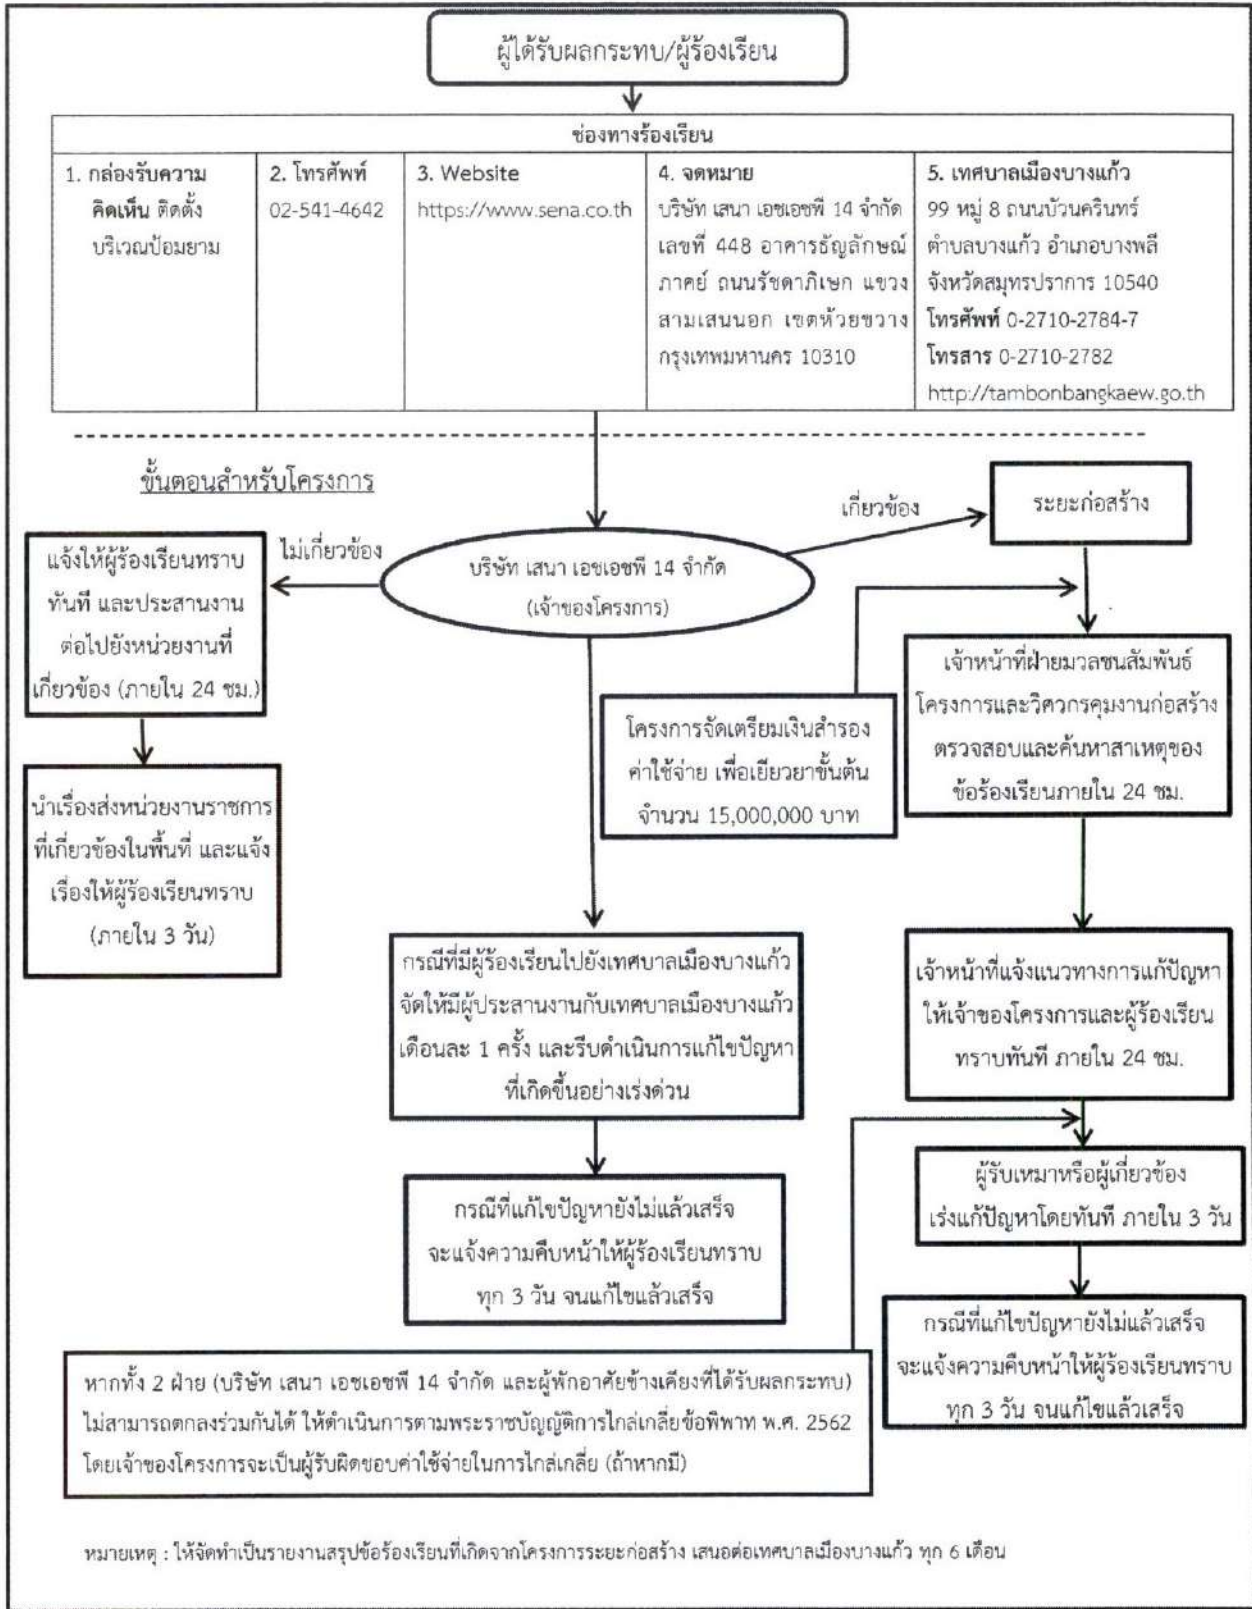 ผู้ได้รับผลกระทบ/ผู้ร้องเรียน
ช่องทางร้องเรียน
1. กล่องรับความ
คิดเห็น ติดตั้ง
บริเวณป้อมยาม
2. โทรศัพท์
02-541-4642
3. Website
https://www.sena.co.th
4. จดหมาย
บริษัท เสนา เอชเอชพี 14 จำกัด
เลขที่ 448 อาคารธัญลักษณ์
ภาคย์ ถนนรัชดาภิเษก แขวง
สามเสนนอก เขตห้วยขวาง
กรุงเทพมหานคร 10310
5. เทศบาลเมืองบางแก้ว
99 หมู่ 8 ถนนบัวนครินทร์
ตำบลบางแก้ว อำเภอบางพลี
จังหวัดสมุทรปราการ 10540
โทรศัพท์ 0-2710-2784-7
โทรสาร 0-2710-2782
http://tambonbangkaew.go.th
ขั้นตอนสำหรับโครงการ
เกี่ยวข้อง
ระยะก่อสร้าง
ไม่เกี่ยวข้อง
บริษัท เสนา เอชเอชพี 14 จำกัด
(เจ้าของโครงการ)
แจ้งให้ผู้ร้องเรียนทราบ
ทันที และประสานงาน
ต่อไปยังหน่วยงานที่
เกี่ยวข้อง (ภายใน 24 ชม.)
นำเรื่องส่งหน่วยงานราชการ
ที่เกี่ยวข้องในพื้นที่ และแจ้ง
เรื่องให้ผู้ร้องเรียนทราบ
(ภายใน 3 วัน)
โครงการจัดเตรียมเงินสำรอง
ค่าใช้จ่าย เพื่อเยียวยาขั้นต้น
จำนวน 15,000,000 บาท
เจ้าหน้าที่ฝ่ายมวลชนสัมพันธ์
โครงการและวิศวกรคุมงานก่อสร้าง
ตรวจสอบและค้นหาสาเหตุของ
ข้อร้องเรียนภายใน 24 ชม.
กรณีที่มีผู้ร้องเรียนไปยังเทศบาลเมืองบางแก้ว
จัดให้มีผู้ประสานงานกับเทศบาลเมืองบางแก้ว
เดือนละ 1 ครั้ง และรีบดำเนินการแก้ไขปัญหา
ที่เกิดขึ้นอย่างเร่งด่วน
เจ้าหน้าที่แจ้งแนวทางการแก้ปัญหา
ให้เจ้าของโครงการและผู้ร้องเรียน
ทราบทันที ภายใน 24 ชม.
กรณีที่แก้ไขปัญหายังไม่แล้วเสร็จ
จะแจ้งความคืบหน้าให้ผู้ร้องเรียนทราบ
ทุก 3 วัน จนแก้ไขแล้วเสร็จ
ผู้รับเหมาหรือผู้เกี่ยวข้อง
เร่งแก้ปัญหาโดยทันที ภายใน 3 วัน
กรณีที่แก้ไขปัญหายังไม่แล้วเสร็จ
จะแจ้งความคืบหน้าให้ผู้ร้องเรียนทราบ
ทุก 3 วัน จนแก้ไขแล้วเสร็จ
หากทั้ง 2 ฝ่าย (บริษัท เสนา เอชเอชพี 14 จำกัด และผู้พักอาศัยข้างเคียงที่ได้รับผลกระทบ)
ไม่สามารถตกลงร่วมกันได้ ให้ดำเนินการตามพระราชบัญญัติการไกล่เกลี่ยข้อพิพาท พ.ศ. 2562
โดยเจ้าของโครงการจะเป็นผู้รับผิดชอบค่าใช้จ่ายในการไกล่เกลี่ย (ถ้าหากมี)
หมายเหตุ : ให้จัดทำเป็นรายงานสรุปข้อร้องเรียนที่เกิดจากโครงการระยะก่อสร้าง เสนอต่อเทศบาลเมืองบางแก้ว ทุก 6 เดือน